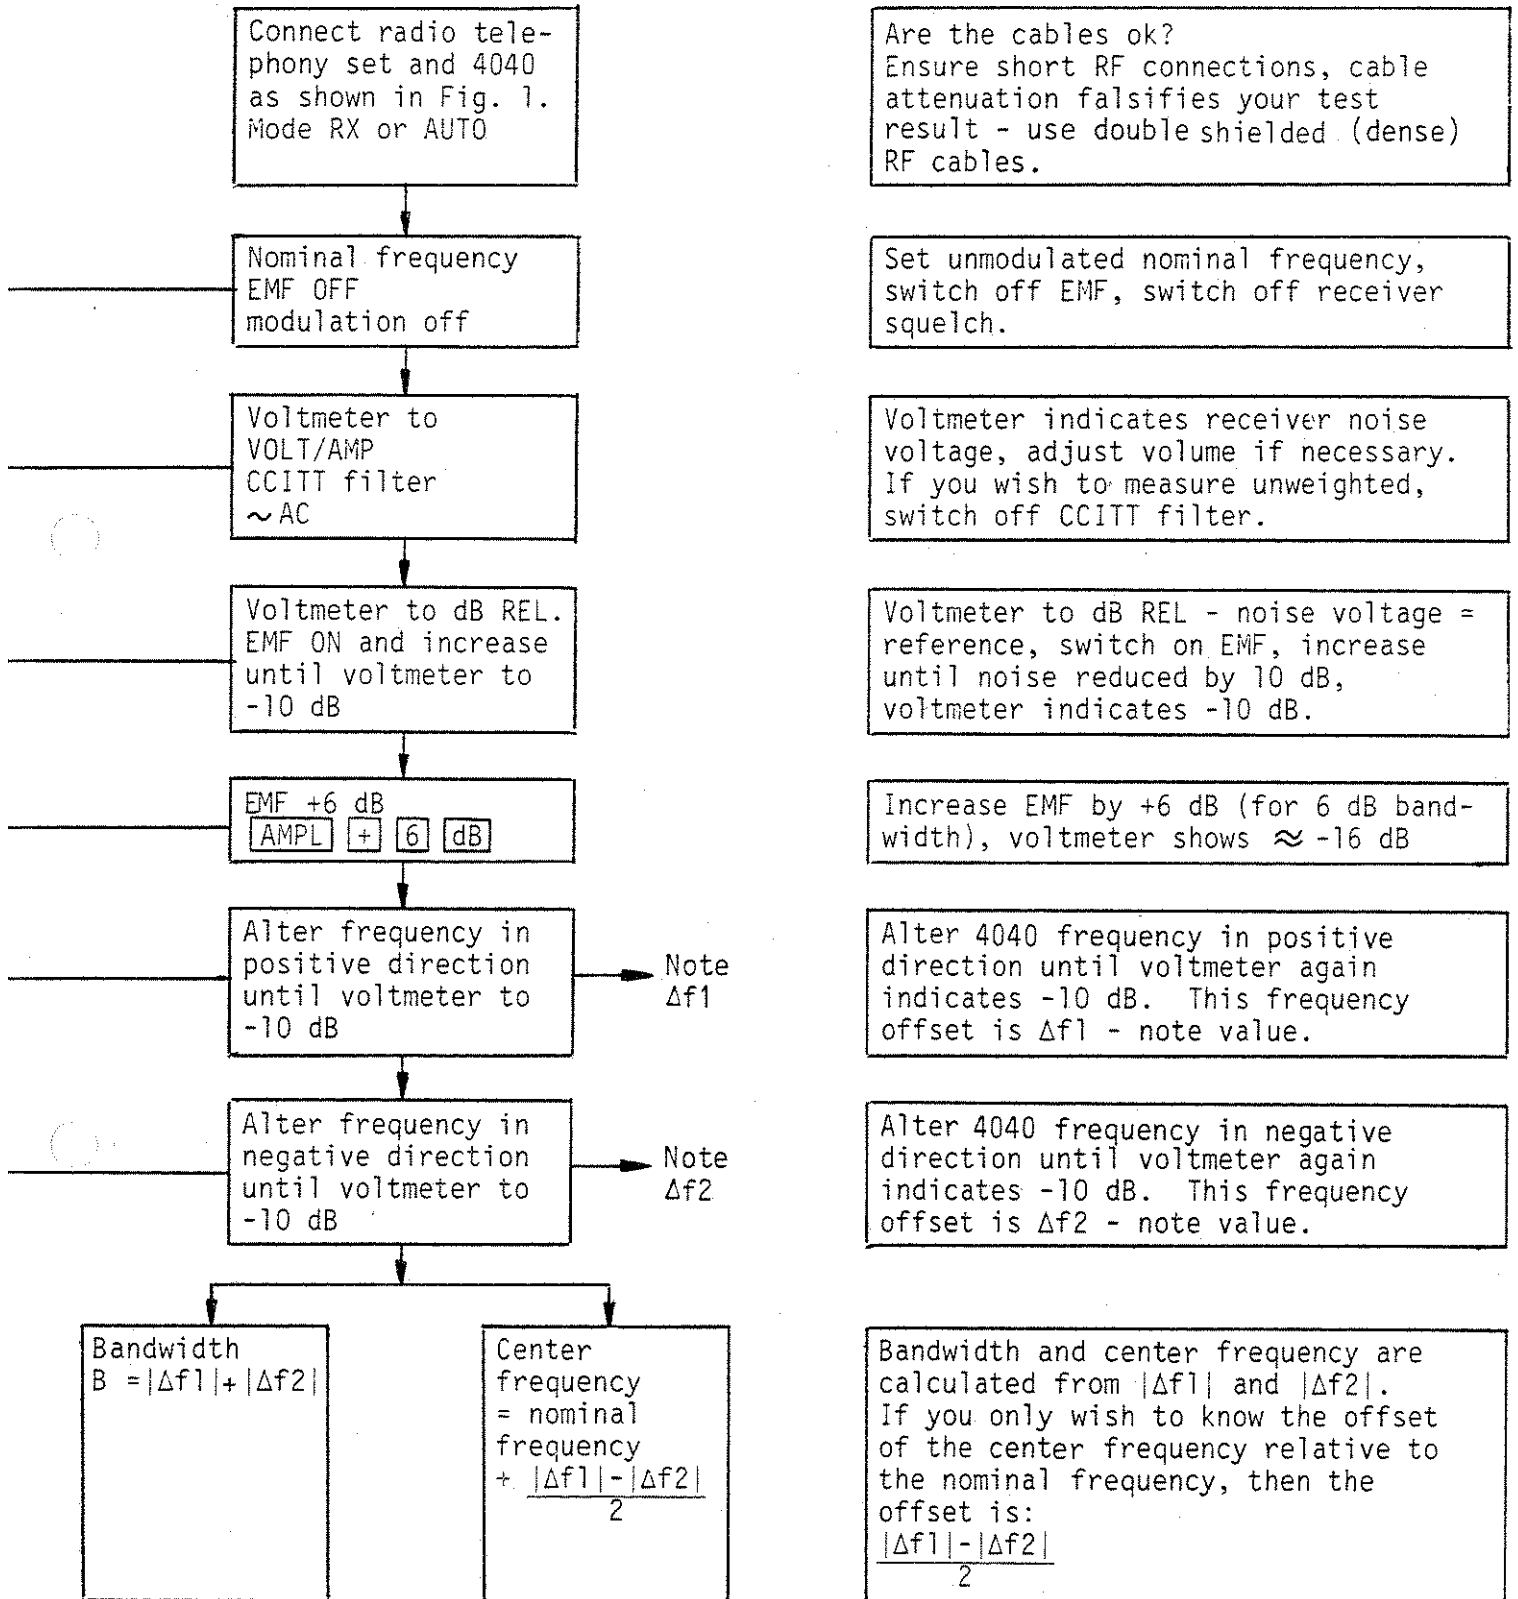 Connect radio tele-
phony set and 4040
as shown in Fig. 1.
Mode RX or AUTO
Are the cables ok?
Ensure short RF connections, cable
attenuation falsifies your test
result - use double shielded (dense)
RF cables.
Nominal frequency
EMF OFF
modulation off
Set unmodulated nominal frequency,
switch off EMF, switch off receiver
squelch.
Voltmeter to
VOLT/AMP
CCITT filter
~ AC
Voltmeter indicates receiver noise
voltage, adjust volume if necessary.
If you wish to measure unweighted,
switch off CCITT filter.
Voltmeter to dB REL.
EMF ON and increase
until voltmeter to
-10 dB
Voltmeter to dB REL - noise voltage =
reference, switch on EMF, increase
until noise reduced by 10 dB,
voltmeter indicates -10 dB.
EMF +6 dB
AMPL + 6 dB
Increase EMF by +6 dB (for 6 dB band-
width), voltmeter shows ≈ -16 dB
Alter frequency in
positive direction
until voltmeter to
-10 dB
Note
Δf1
Alter 4040 frequency in positive
direction until voltmeter again
indicates -10 dB. This frequency
offset is Δf1 - note value.
Alter frequency in
negative direction
until voltmeter to
-10 dB
Note
Δf2
Alter 4040 frequency in negative
direction until voltmeter again
indicates -10 dB. This frequency
offset is Δf2 - note value.
Bandwidth
B =|Δf1|+|Δf2|
Center
frequency
= nominal
frequency
+ |Δf1|-|Δf2|
2
Bandwidth and center frequency are
calculated from |Δf1| and |Δf2|.
If you only wish to know the offset
of the center frequency relative to
the nominal frequency, then the
offset is:
|Δf1|-|Δf2|
2